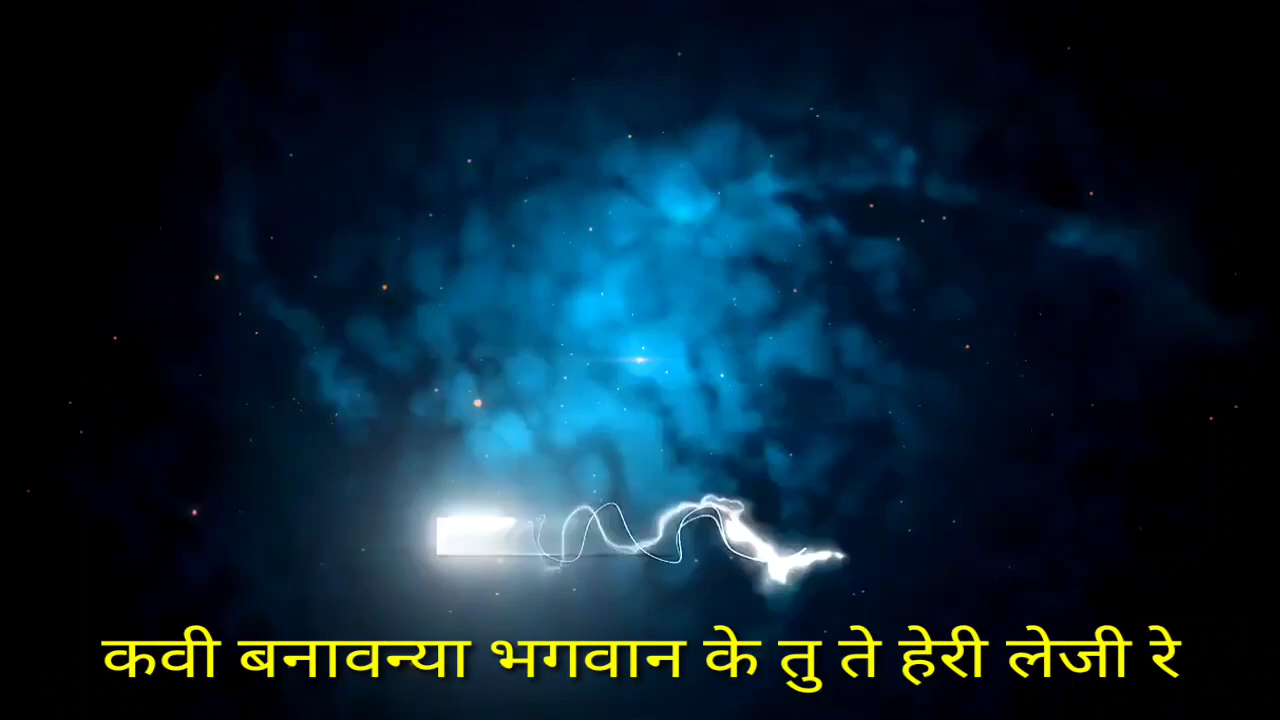 कवी बनावन्या भगवान के तु ते हेरी लेजी रे